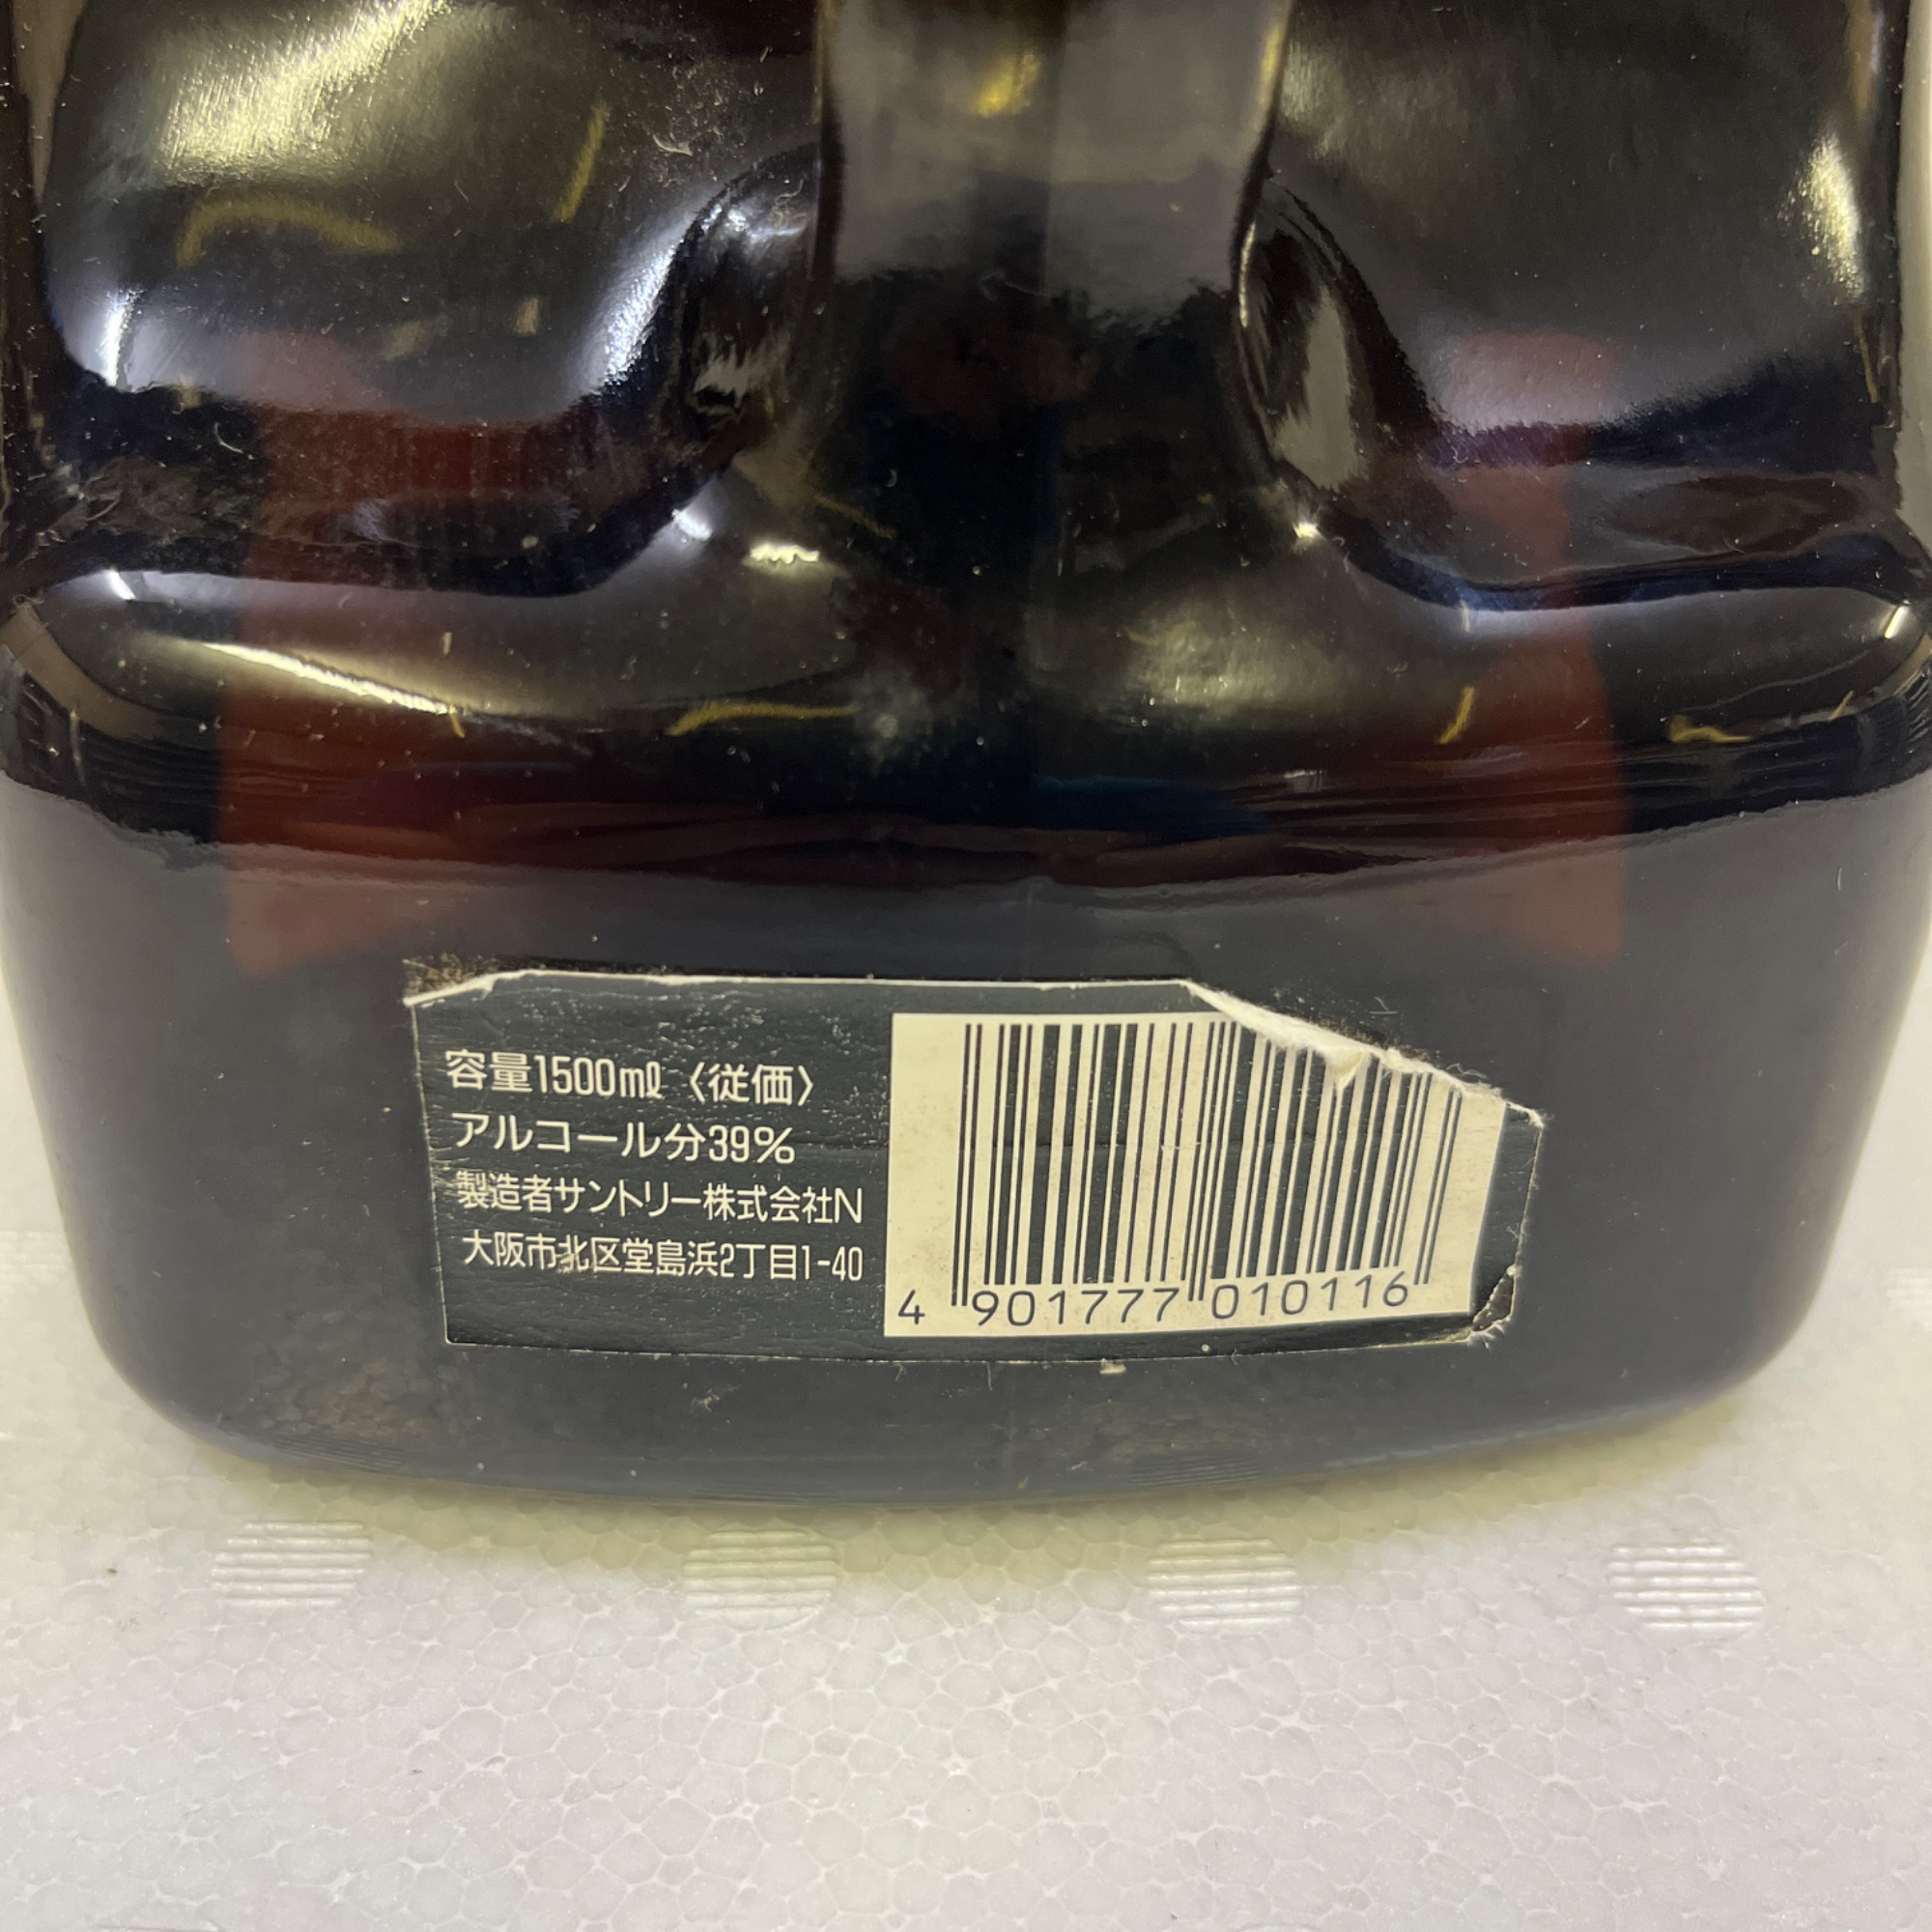 容量1500mℓ〈従価〉
アルコール分39%
製造者サントリー株式会社N
大阪市北区堂島浜2丁目1-40
4 901777 010116